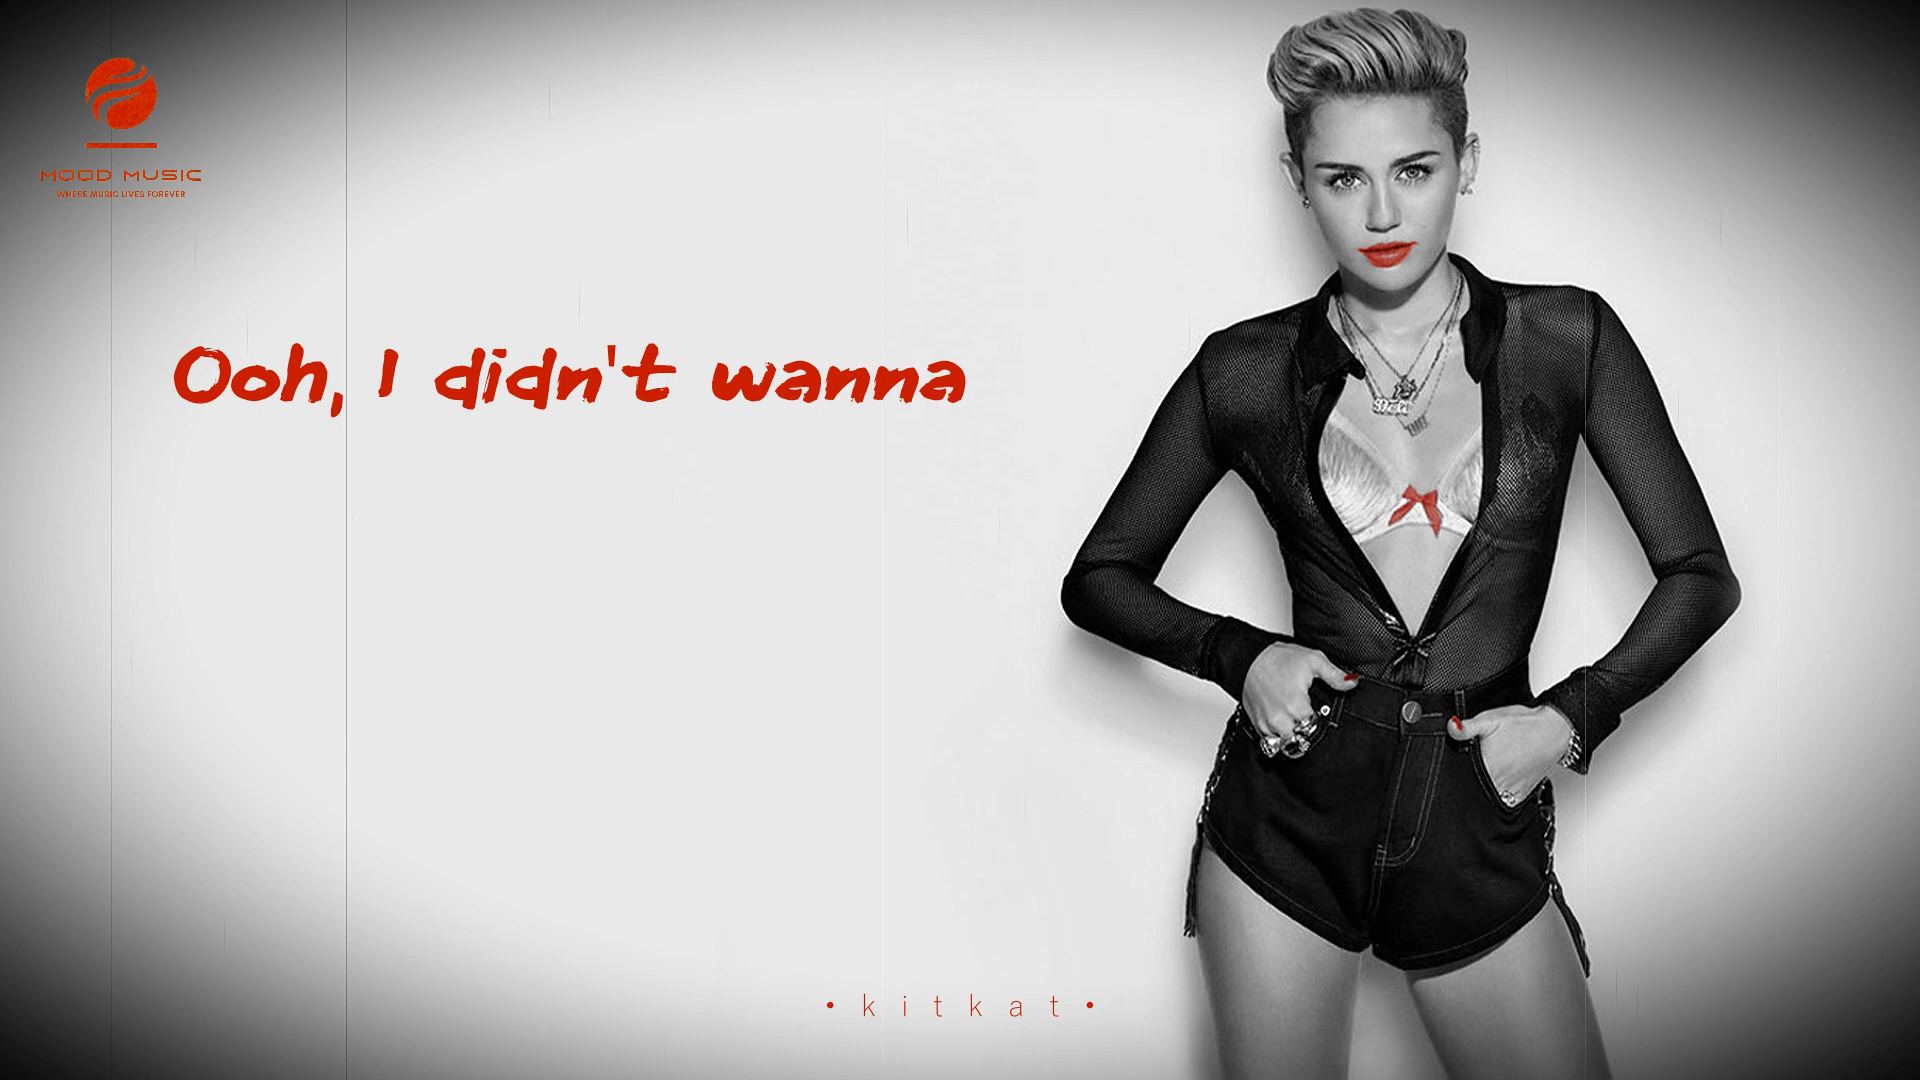 MOOD MUSIC
WHERE MUSIC LIVES FOREVER
Ooh, I didn't wanna
• k i t k a t •